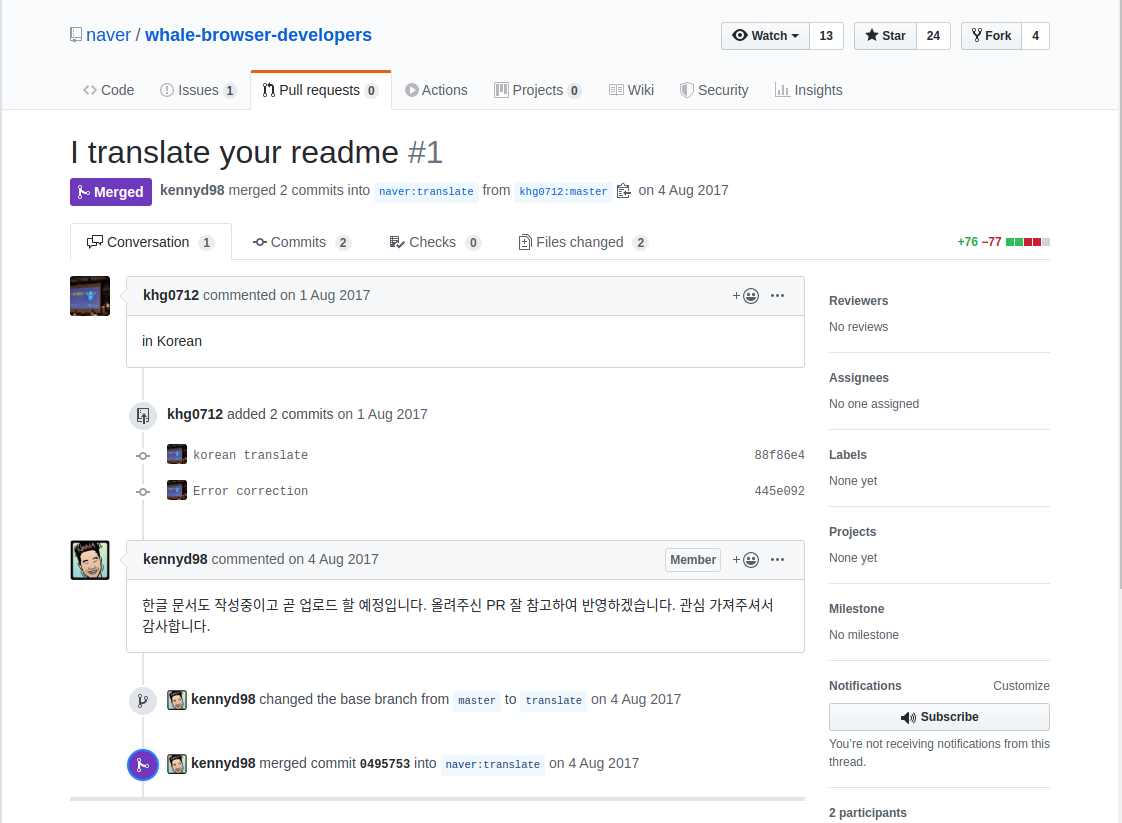 naver / whale-browser-developers
Watch 13 Star 24 Fork 4
Code Issues 1 Pull requests 0 Actions Projects 0 Wiki Security Insights
I translate your readme #1
Merged kennyd98 merged 2 commits into naver:translate from khg0712:master on 4 Aug 2017
Conversation 1 Commits 2 Checks 0 Files changed 2 +76 −77
khg0712 commented on 1 Aug 2017
in Korean
khg0712 added 2 commits on 1 Aug 2017
korean translate 88f86e4
Error correction 445e092
kennyd98 commented on 4 Aug 2017 Member
한글 문서도 작성중이고 곧 업로드 할 예정입니다. 올려주신 PR 잘 참고하여 반영하겠습니다. 관심 가져주셔서
감사합니다.
kennyd98 changed the base branch from master to translate on 4 Aug 2017
kennyd98 merged commit 0495753 into naver:translate on 4 Aug 2017
Reviewers
No reviews
Assignees
No one assigned
Labels
None yet
Projects
None yet
Milestone
No milestone
Notifications Customize
Subscribe
You’re not receiving notifications from this
thread.
2 participants